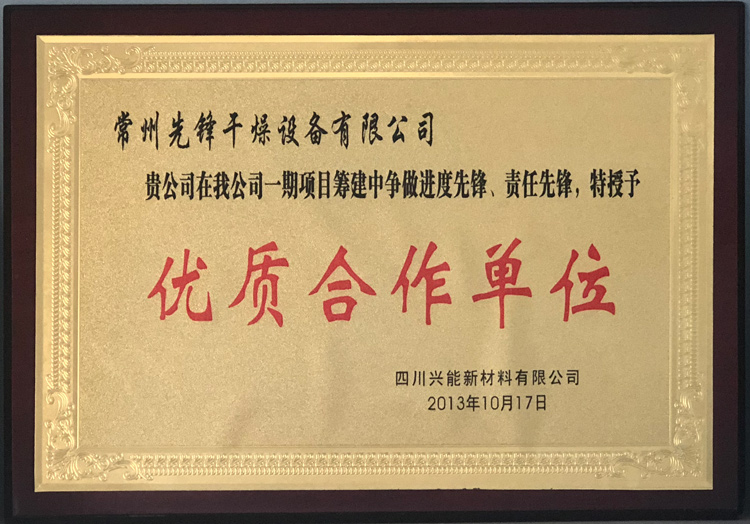 常州先锋干燥设备有限公司
贵公司在我公司一期项目筹建中争做进度先锋、责任先锋，特授予
优质合作单位
四川兴能新材料有限公司
2013年10月17日